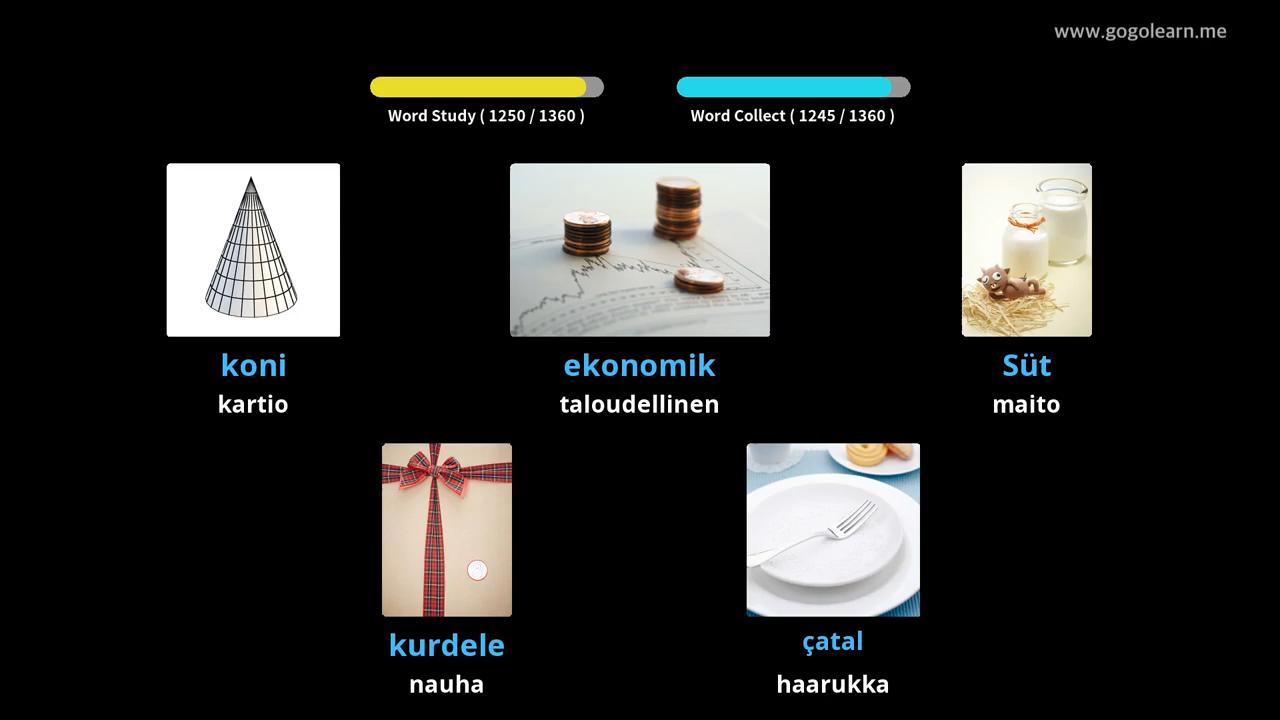 www.gogolearn.me
Word Study ( 1250 / 1360 )
Word Collect ( 1245 / 1360 )
koni
kartio
ekonomik
taloudellinen
Süt
maito
kurdele
nauha
çatal
haarukka